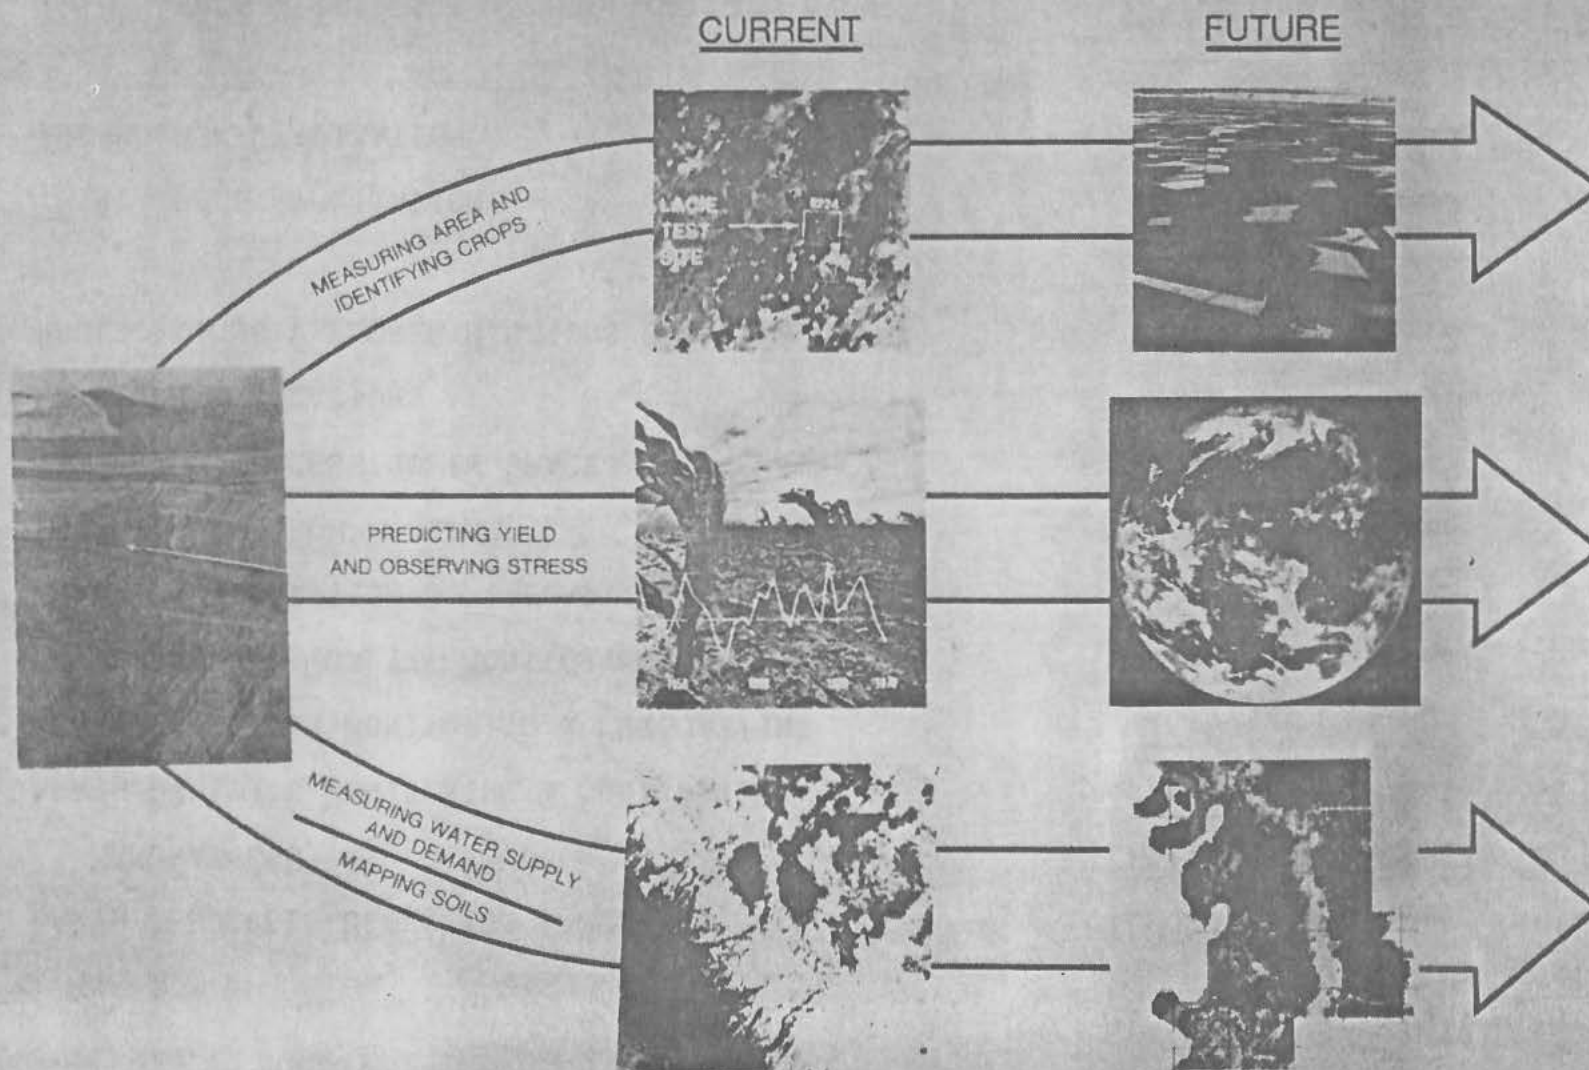 CURRENT
FUTURE
MEASURING AREA AND
IDENTIFYING CROPS
LACIE
TEST
SITE
PREDICTING YIELD
AND OBSERVING STRESS
MEASURING WATER SUPPLY
AND DEMAND
MAPPING SOILS